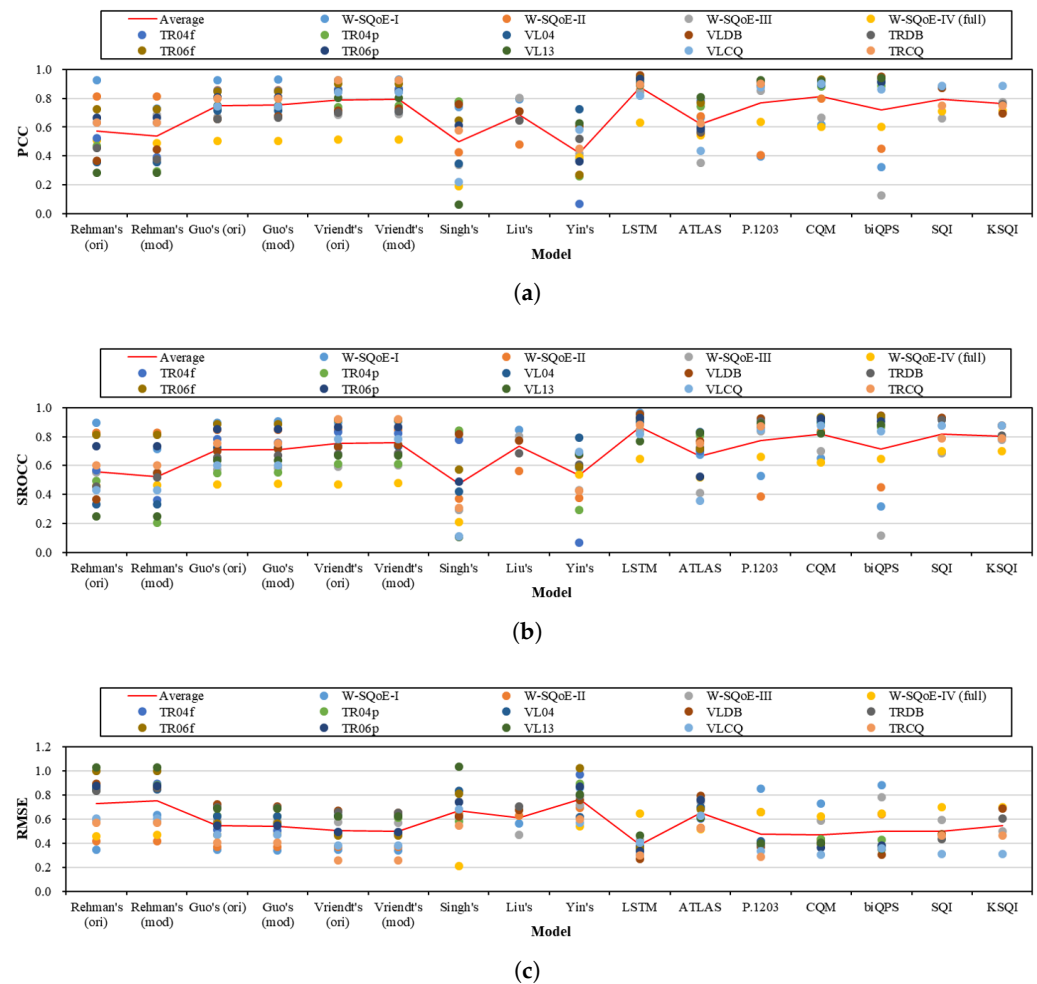 Average W-SQoE-I W-SQoE-II W-SQoE-III W-SQoE-IV (full)
TR04f TR04p VL04 VLDB TRDB
TR06f TR06p VL13 VLCQ TRCQ
1.0
0.8
0.6
0.4
0.2
0.0
PCC
Rehman's (ori) Rehman's (mod) Guo's (ori) Guo's (mod) Vriendt's (ori) Vriendt's (mod) Singh's Liu's Yin's LSTM ATLAS P.1203 CQM biQPS SQI KSQI
Model
(a)
Average W-SQoE-I W-SQoE-II W-SQoE-III W-SQoE-IV (full)
TR04f TR04p VL04 VLDB TRDB
TR06f TR06p VL13 VLCQ TRCQ
1.0
0.8
0.6
0.4
0.2
0.0
SROCC
Rehman's (ori) Rehman's (mod) Guo's (ori) Guo's (mod) Vriendt's (ori) Vriendt's (mod) Singh's Liu's Yin's LSTM ATLAS P.1203 CQM biQPS SQI KSQI
Model
(b)
Average W-SQoE-I W-SQoE-II W-SQoE-III W-SQoE-IV (full)
TR04f TR04p VL04 VLDB TRDB
TR06f TR06p VL13 VLCQ TRCQ
1.2
1.0
0.8
0.6
0.4
0.2
0.0
RMSE
Rehman's (ori) Rehman's (mod) Guo's (ori) Guo's (mod) Vriendt's (ori) Vriendt's (mod) Singh's Liu's Yin's LSTM ATLAS P.1203 CQM biQPS SQI KSQI
Model
(c)